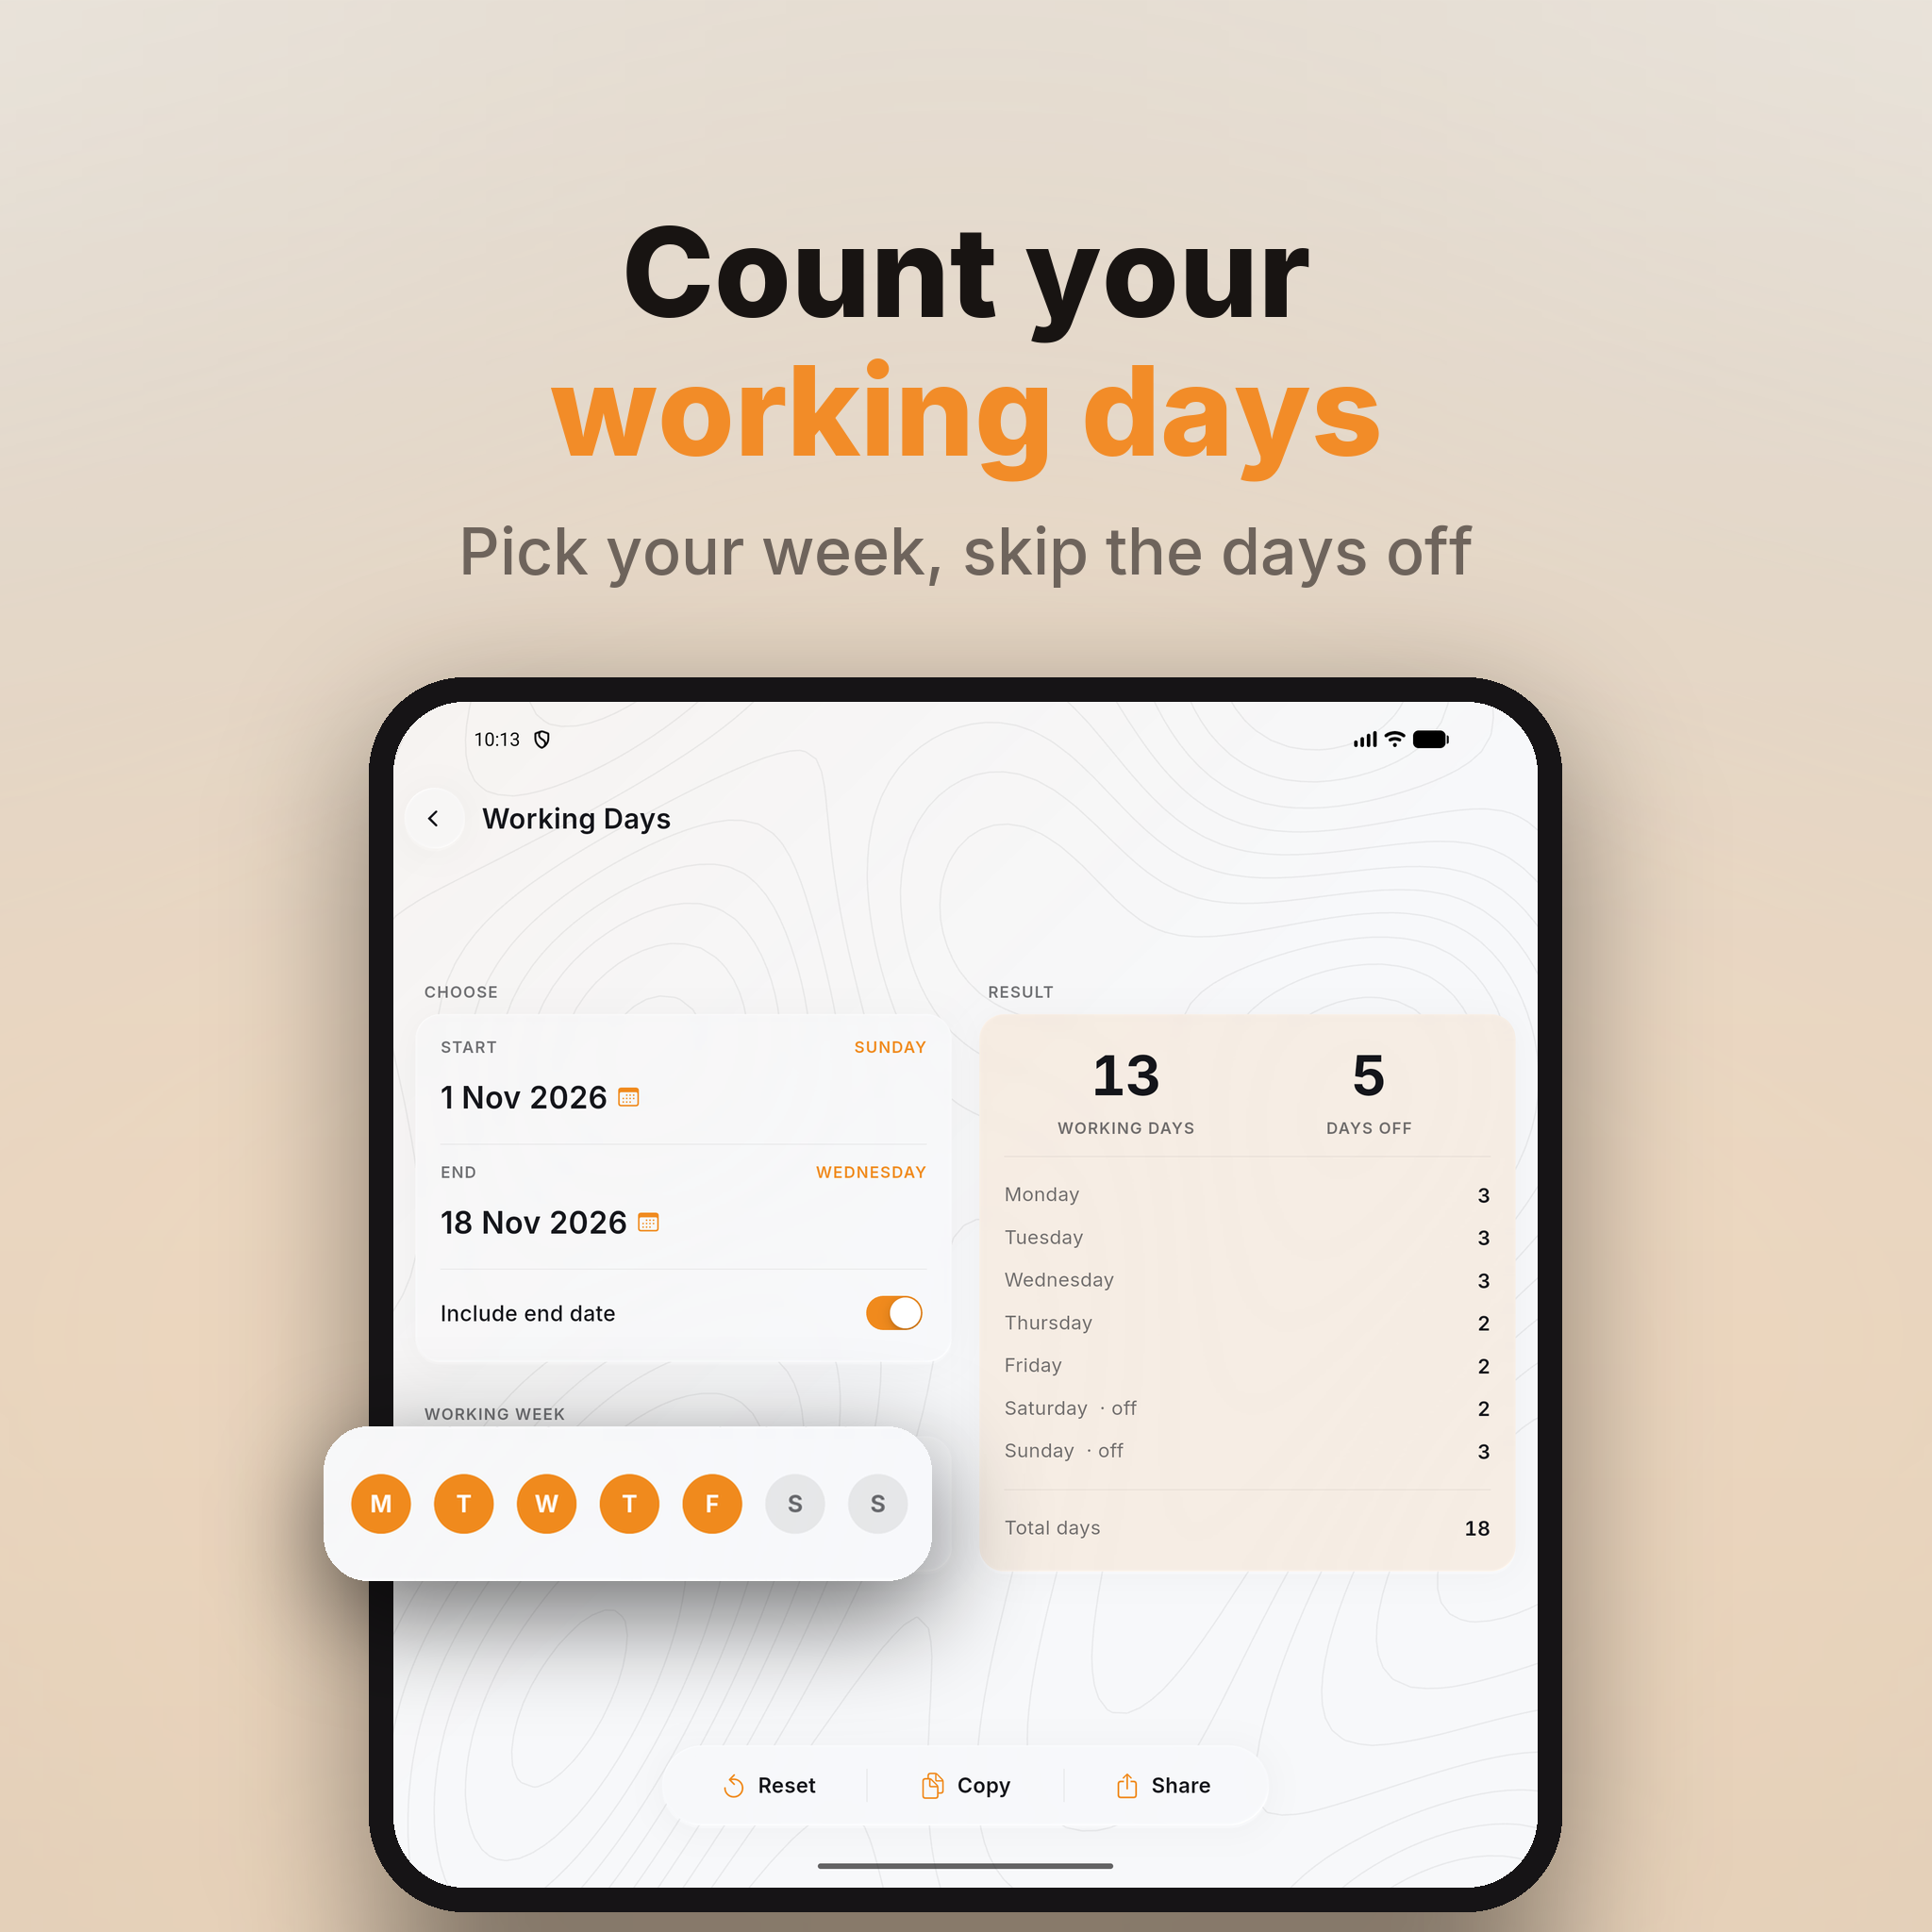 Count your
working days
Pick your week, skip the days off
10:13
Working Days
CHOOSE
START SUNDAY
1 Nov 2026
END WEDNESDAY
18 Nov 2026
Include end date
WORKING WEEK
M T W T F S S
RESULT
13 5
WORKING DAYS DAYS OFF
Monday 3
Tuesday 3
Wednesday 3
Thursday 2
Friday 2
Saturday · off 2
Sunday · off 3
Total days 18
Reset Copy Share